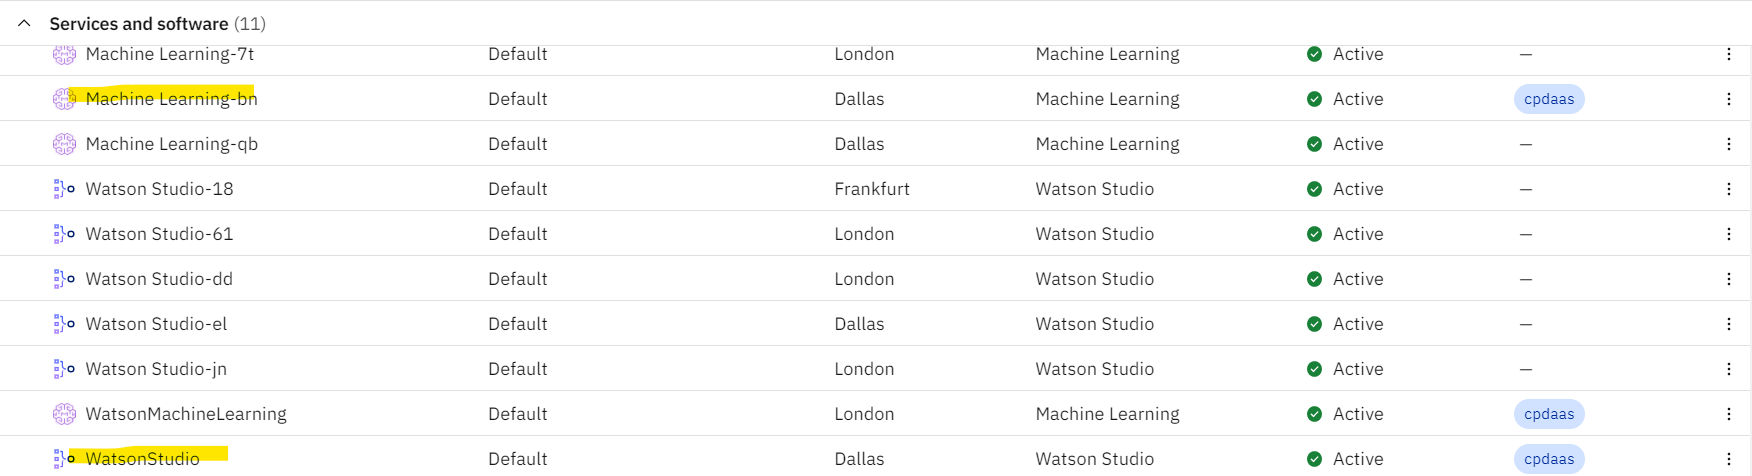 Services and software (11)
Machine Learning-7t Default London Machine Learning Active —
Machine Learning-bn Default Dallas Machine Learning Active cpdaas
Machine Learning-qb Default Dallas Machine Learning Active —
Watson Studio-18 Default Frankfurt Watson Studio Active —
Watson Studio-61 Default London Watson Studio Active —
Watson Studio-dd Default London Watson Studio Active —
Watson Studio-el Default Dallas Watson Studio Active —
Watson Studio-jn Default London Watson Studio Active —
WatsonMachineLearning Default London Machine Learning Active cpdaas
WatsonStudio Default Dallas Watson Studio Active cpdaas